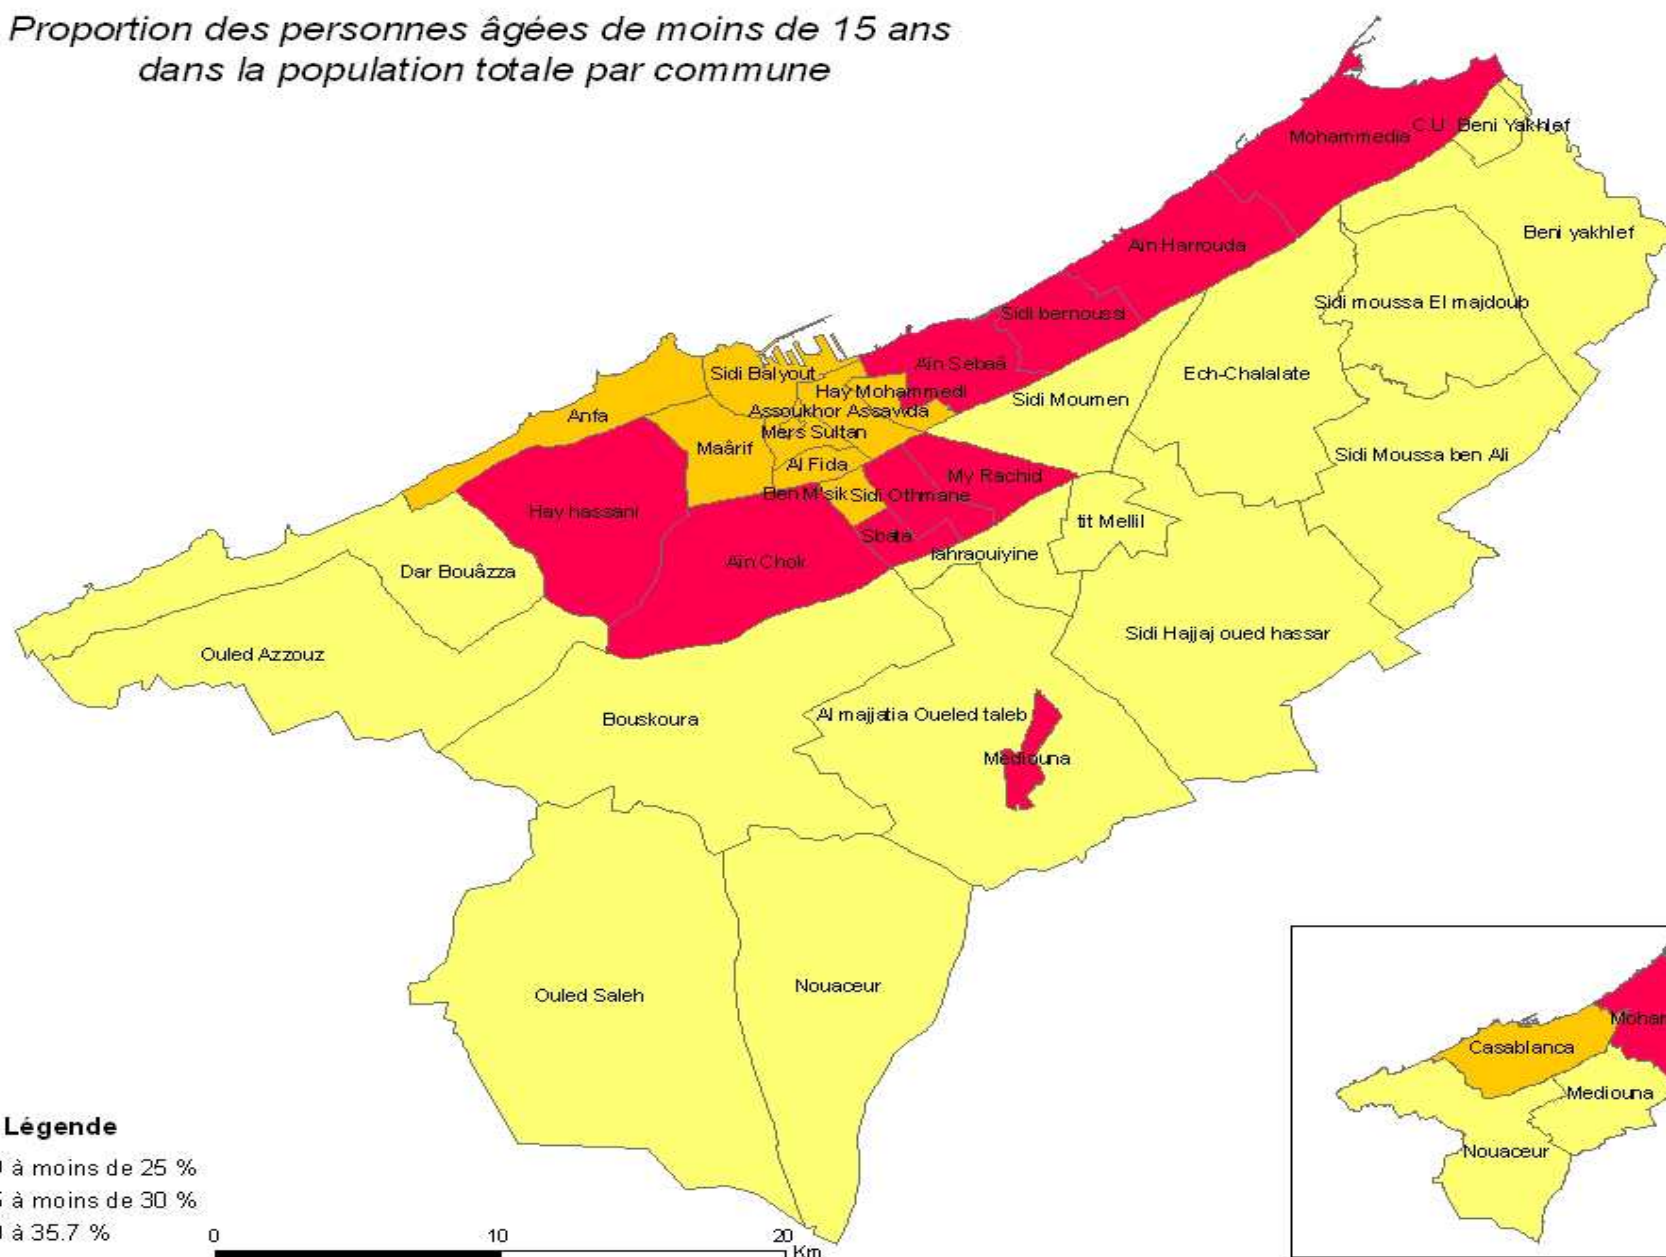 Proportion des personnes âgées de moins de 15 ans
dans la population totale par commune
Mohammedia
C.U. Beni Yakhlef
Beni yakhlef
Aïn Harrouda
Sidi moussa El majdoub
Sidi bernoussi
Aïn Sebaâ
Ech-Chalalate
Sidi Balyout
Hay Mohammedi
Sidi Moumen
Anfa
Assoukhor Assawda
Mers Sultan
Maârif
Al Fida
Sidi Moussa ben Ali
My Rachid
Ben M'sik
Sidi Othmane
Hay hassani
tit Mellil
Sbata
lahraouiyine
Aïn Chok
Dar Bouâzza
Sidi Hajjaj oued hassar
Ouled Azzouz
Bouskoura
Al majjatia Oueled taleb
Médiouna
Ouled Saleh
Nouaceur
Casablanca
Mediouna
Nouaceur
Légende
à moins de 25 %
à moins de 30 %
à 35.7 %
0 10 20
Km